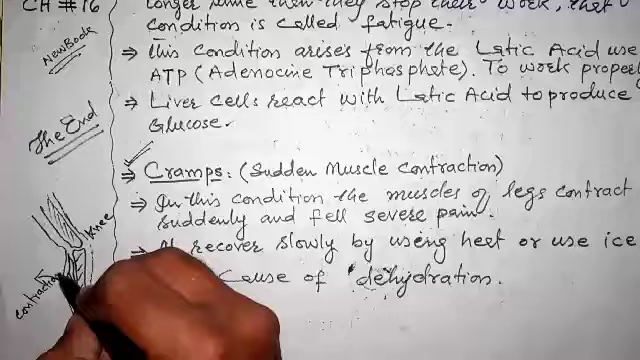 CH #16
longer time then they stop their work, that
condition is called fatigue.
New Book
⇒ This condition arises from the Latic Acid use
ATP (Adenocine Triphosphate). To work properly
⇒ Liver cells react with Latic Acid to produce
Glucose.
The End
⇒ Cramps: (Sudden Muscle contraction)
⇒ In this condition the muscles of legs contract
suddenly and fell severe pain.
Knee
recover slowly by using heet or use ice
Cause of dehydration.
contraction